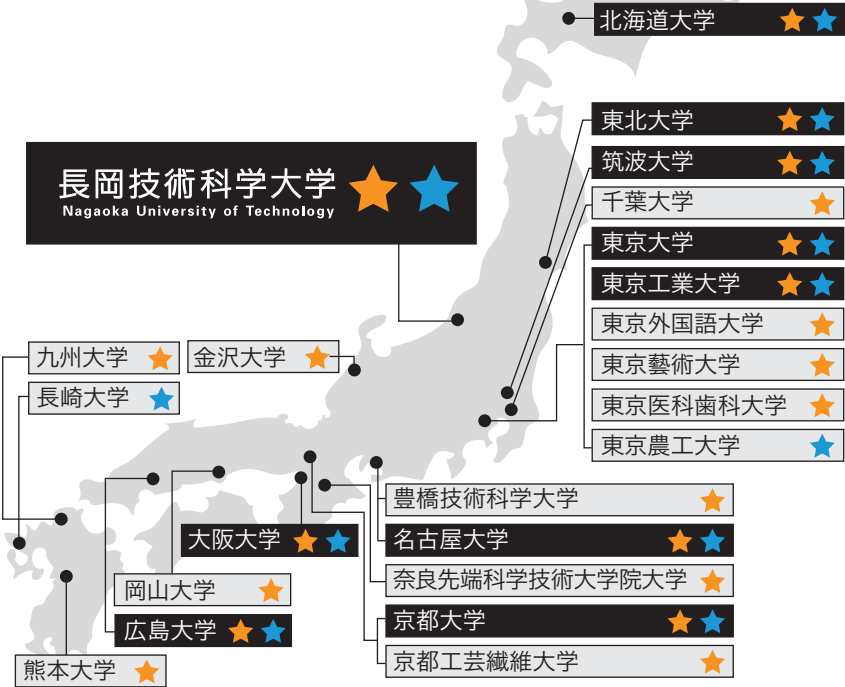 北海道大学
東北大学
筑波大学
千葉大学
東京大学
東京工業大学
東京外国語大学
東京藝術大学
東京医科歯科大学
東京農工大学
長岡技術科学大学
Nagaoka University of Technology
九州大学
金沢大学
長崎大学
豊橋技術科学大学
名古屋大学
奈良先端科学技術大学院大学
京都大学
京都工芸繊維大学
大阪大学
岡山大学
広島大学
熊本大学